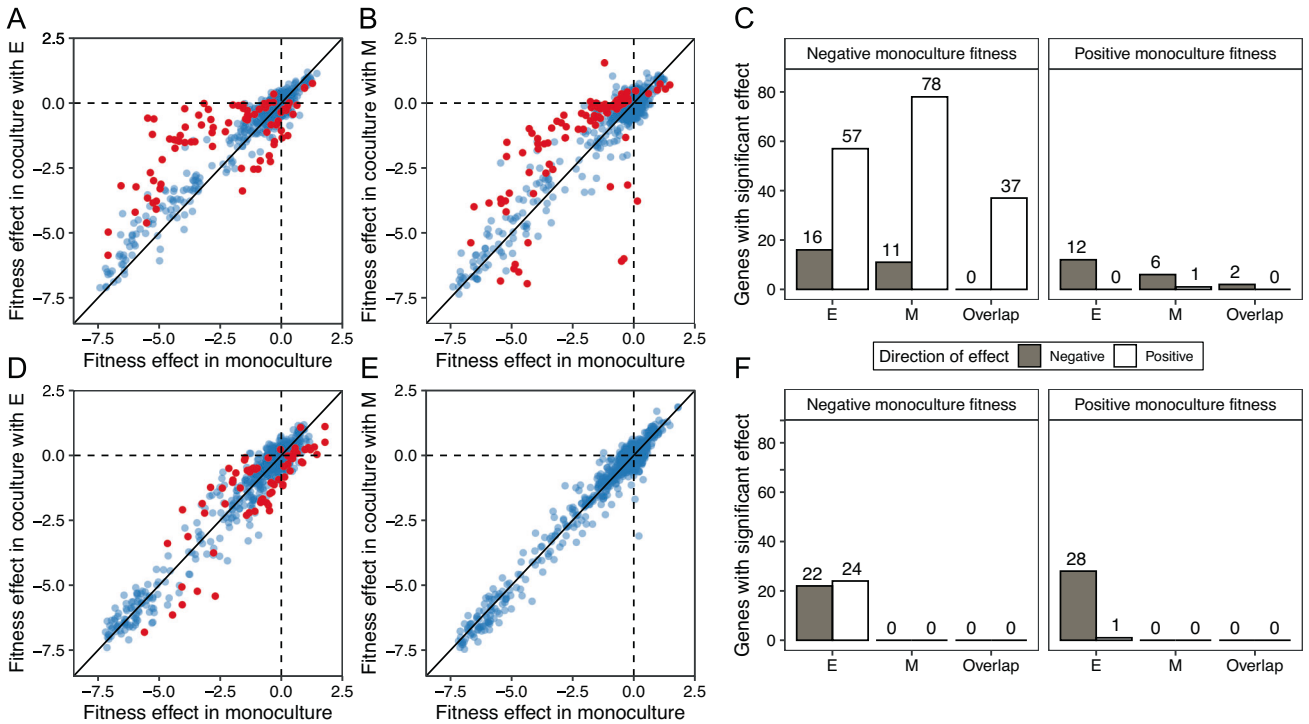 A
2.5
0.0
−2.5
−5.0
−7.5
−7.5 −5.0 −2.5 0.0 2.5
Fitness effect in coculture with E
Fitness effect in monoculture
B
2.5
0.0
−2.5
−5.0
−7.5
−7.5 −5.0 −2.5 0.0 2.5
Fitness effect in coculture with M
Fitness effect in monoculture
C
Negative monoculture fitness
Positive monoculture fitness
Genes with significant effect
80
60
40
20
0
16 57 11 78 0 37
12 0 6 1 2 0
E M Overlap
E M Overlap
Direction of effect Negative Positive
D
2.5
0.0
−2.5
−5.0
−7.5
−7.5 −5.0 −2.5 0.0 2.5
Fitness effect in coculture with E
Fitness effect in monoculture
E
2.5
0.0
−2.5
−5.0
−7.5
−7.5 −5.0 −2.5 0.0 2.5
Fitness effect in coculture with M
Fitness effect in monoculture
F
Negative monoculture fitness
Positive monoculture fitness
Genes with significant effect
80
60
40
20
0
22 24 0 0 0 0
28 1 0 0 0 0
E M Overlap
E M Overlap